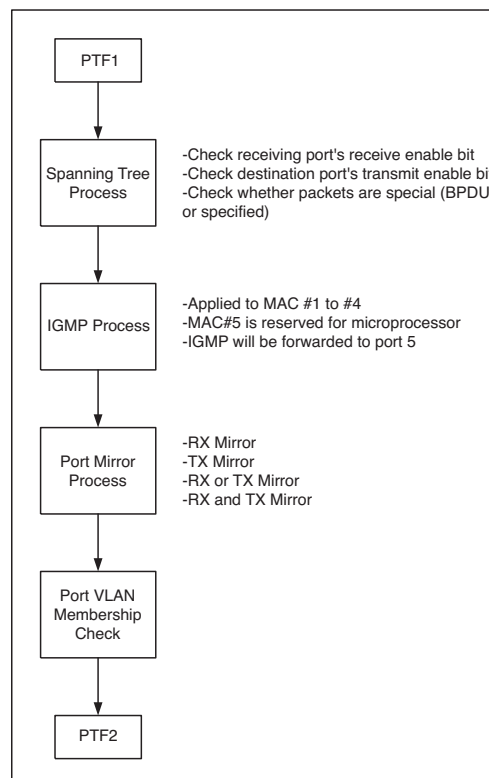 PTF1
Spanning Tree
Process
-Check receiving port's receive enable bit
-Check destination port's transmit enable bi
-Check whether packets are special (BPDU
or specified)
IGMP Process
-Applied to MAC #1 to #4
-MAC#5 is reserved for microprocessor
-IGMP will be forwarded to port 5
Port Mirror
Process
-RX Mirror
-TX Mirror
-RX or TX Mirror
-RX and TX Mirror
Port VLAN
Membership
Check
PTF2